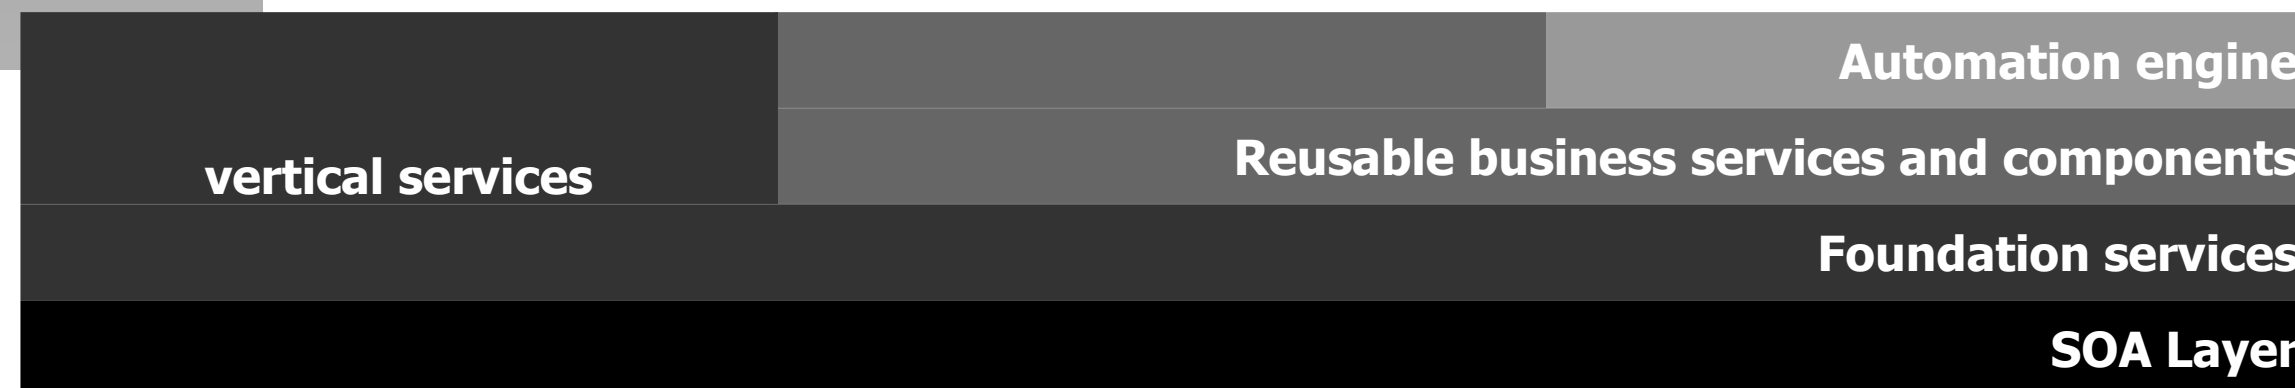 Automation engine
Reusable business services and components
vertical services
Foundation services
SOA Layer